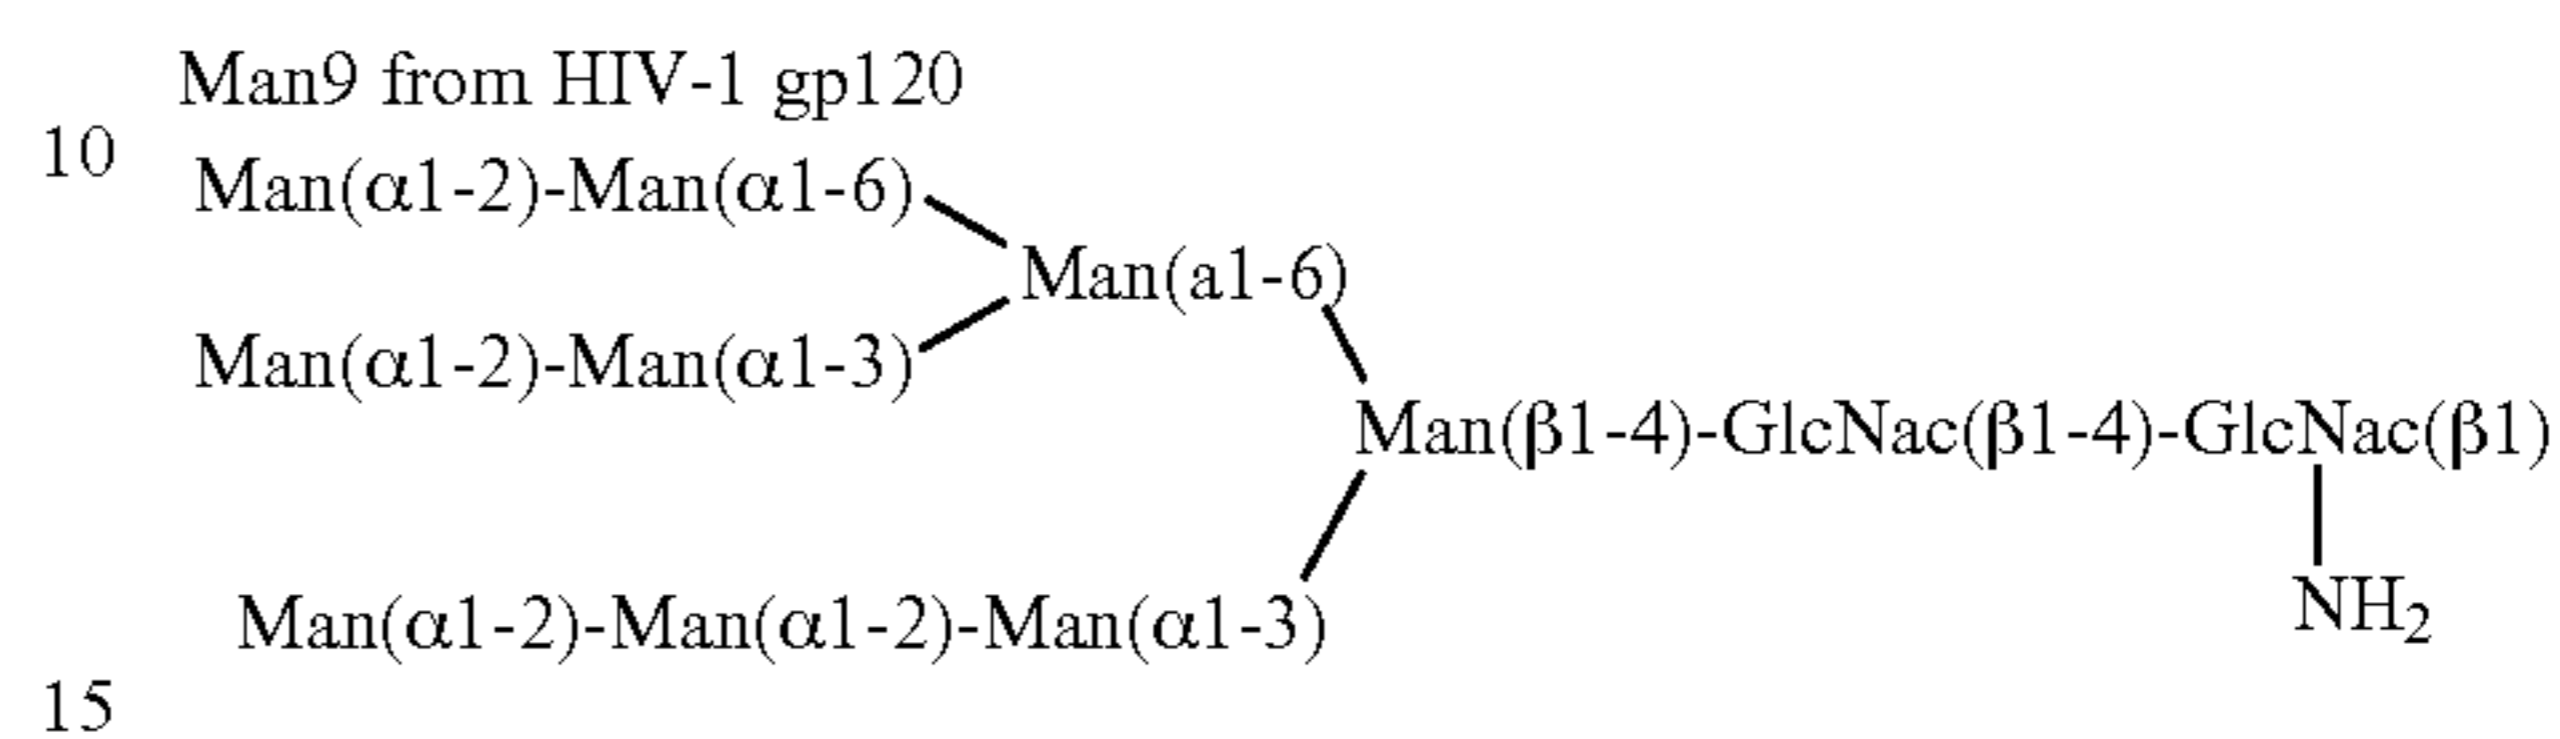 Man9 from HIV-1 gp120
10
Man(α1-2)-Man(α1-6)
Man(a1-6)
Man(α1-2)-Man(α1-3)
Man(β1-4)-GlcNac(β1-4)-GlcNac(β1)
NH₂
Man(α1-2)-Man(α1-2)-Man(α1-3)
15